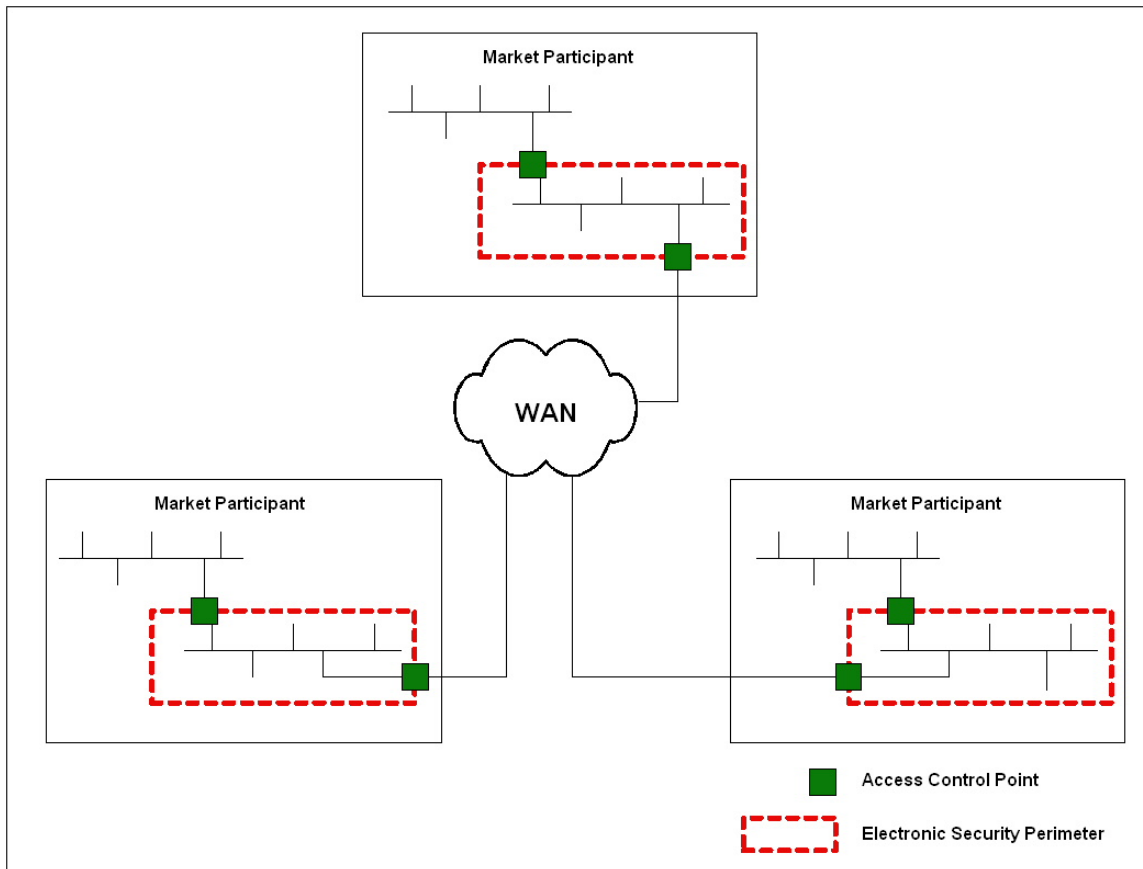 Market Participant
WAN
Market Participant
Market Participant
Access Control Point
Electronic Security Perimeter